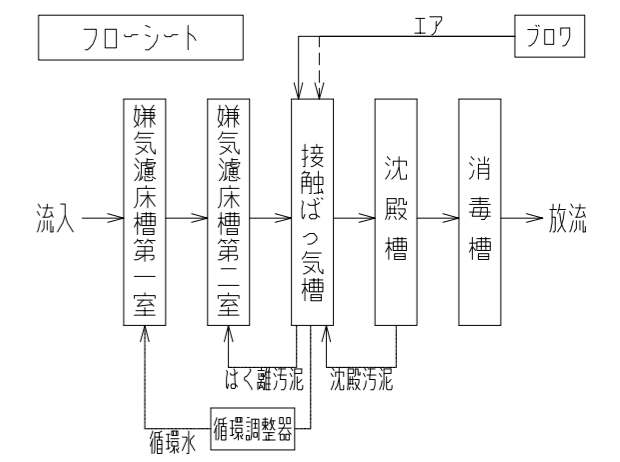 フローシート
エア
ブロワ
流入
嫌気濾床槽第一室
嫌気濾床槽第二室
接触ばっ気槽
沈殿槽
消毒槽
放流
はく離汚泥
沈殿汚泥
循環調整器
循環水